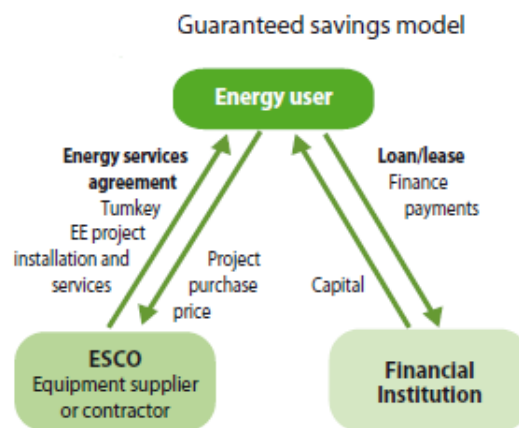 Guaranteed savings model
Energy user
Energy services
agreement
Tumkey
EE project
installation and
services
Project
purchase
price
Loan/lease
Finance
payments
Capital
ESCO
Equipment supplier
or contractor
Financial
Institution